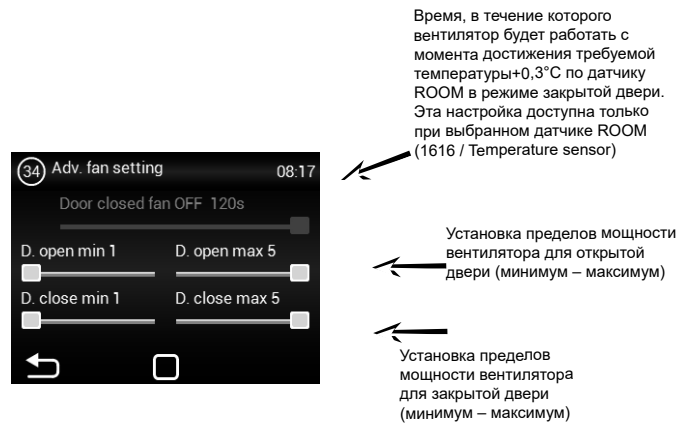 Время, в течение которого
вентилятор будет работать с
момента достижения требуемой
температуры+0,3°C по датчику
ROOM в режиме закрытой двери.
Эта настройка доступна только
при выбранном датчике ROOM
(1616 / Temperature sensor)
34 Adv. fan setting 08:17
Door closed fan OFF 120s
D. open min 1 D. open max 5
D. close min 1 D. close max 5
Установка пределов мощности
вентилятора для открытой
двери (минимум – максимум)
Установка пределов
мощности вентилятора
для закрытой двери
(минимум – максимум)